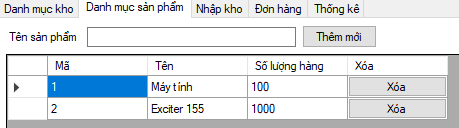 Danh mục kho Danh mục sản phẩm Nhập kho Đơn hàng Thống kê
Tên sản phẩm Thêm mới
Mã Tên Số lượng hàng Xóa
1 Máy tính 100 Xóa
2 Exciter 155 1000 Xóa